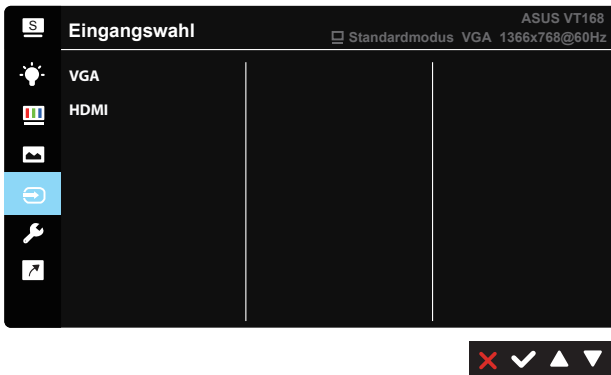 S
Eingangswahl
ASUS VT168
Standardmodus VGA 1366x768@60Hz
VGA
HDMI